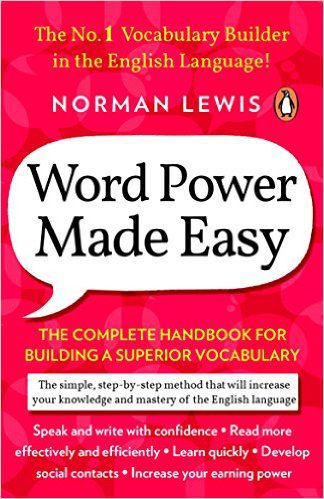 The No.1 Vocabulary Builder
in the English Language!
NORMAN LEWIS
Word Power
Made Easy
THE COMPLETE HANDBOOK FOR
BUILDING A SUPERIOR VOCABULARY
The simple, step-by-step method that will increase
your knowledge and mastery of the English language
Speak and write with confidence • Read more
effectively and efficiently • Learn quickly • Develop
social contacts • Increase your earning power